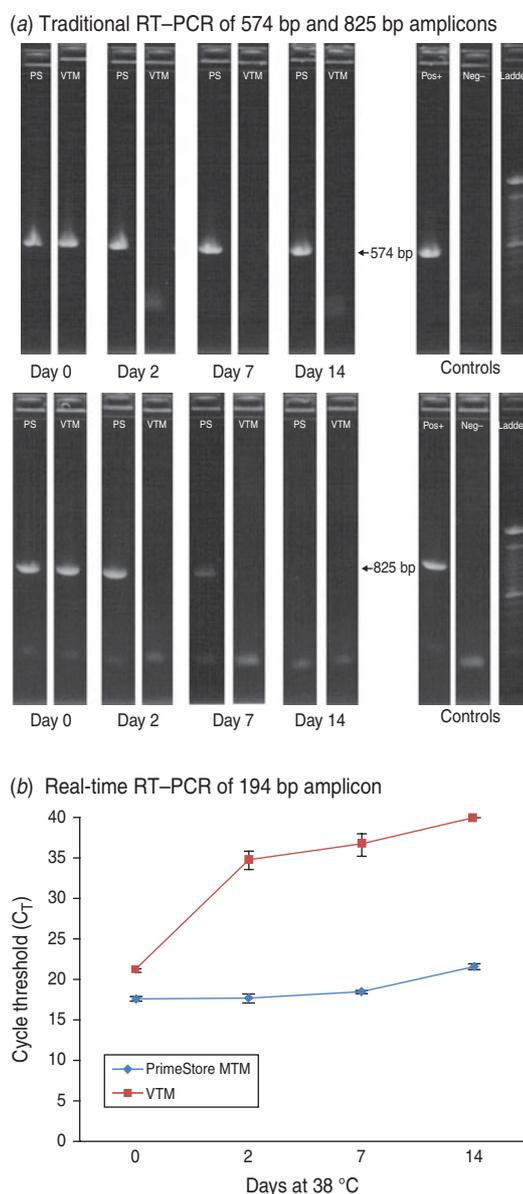 (a) Traditional RT–PCR of 574 bp and 825 bp amplicons
PS VTM PS VTM PS VTM PS VTM Pos+ Neg– Ladder
←574 bp
Day 0 Day 2 Day 7 Day 14 Controls
PS VTM PS VTM PS VTM PS VTM Pos+ Neg– Ladder
←825 bp
Day 0 Day 2 Day 7 Day 14 Controls
(b) Real-time RT–PCR of 194 bp amplicon
Cycle threshold (CT)
40
35
30
25
20
15
10
5
0
PrimeStore MTM
VTM
0 2 7 14
Days at 38 °C